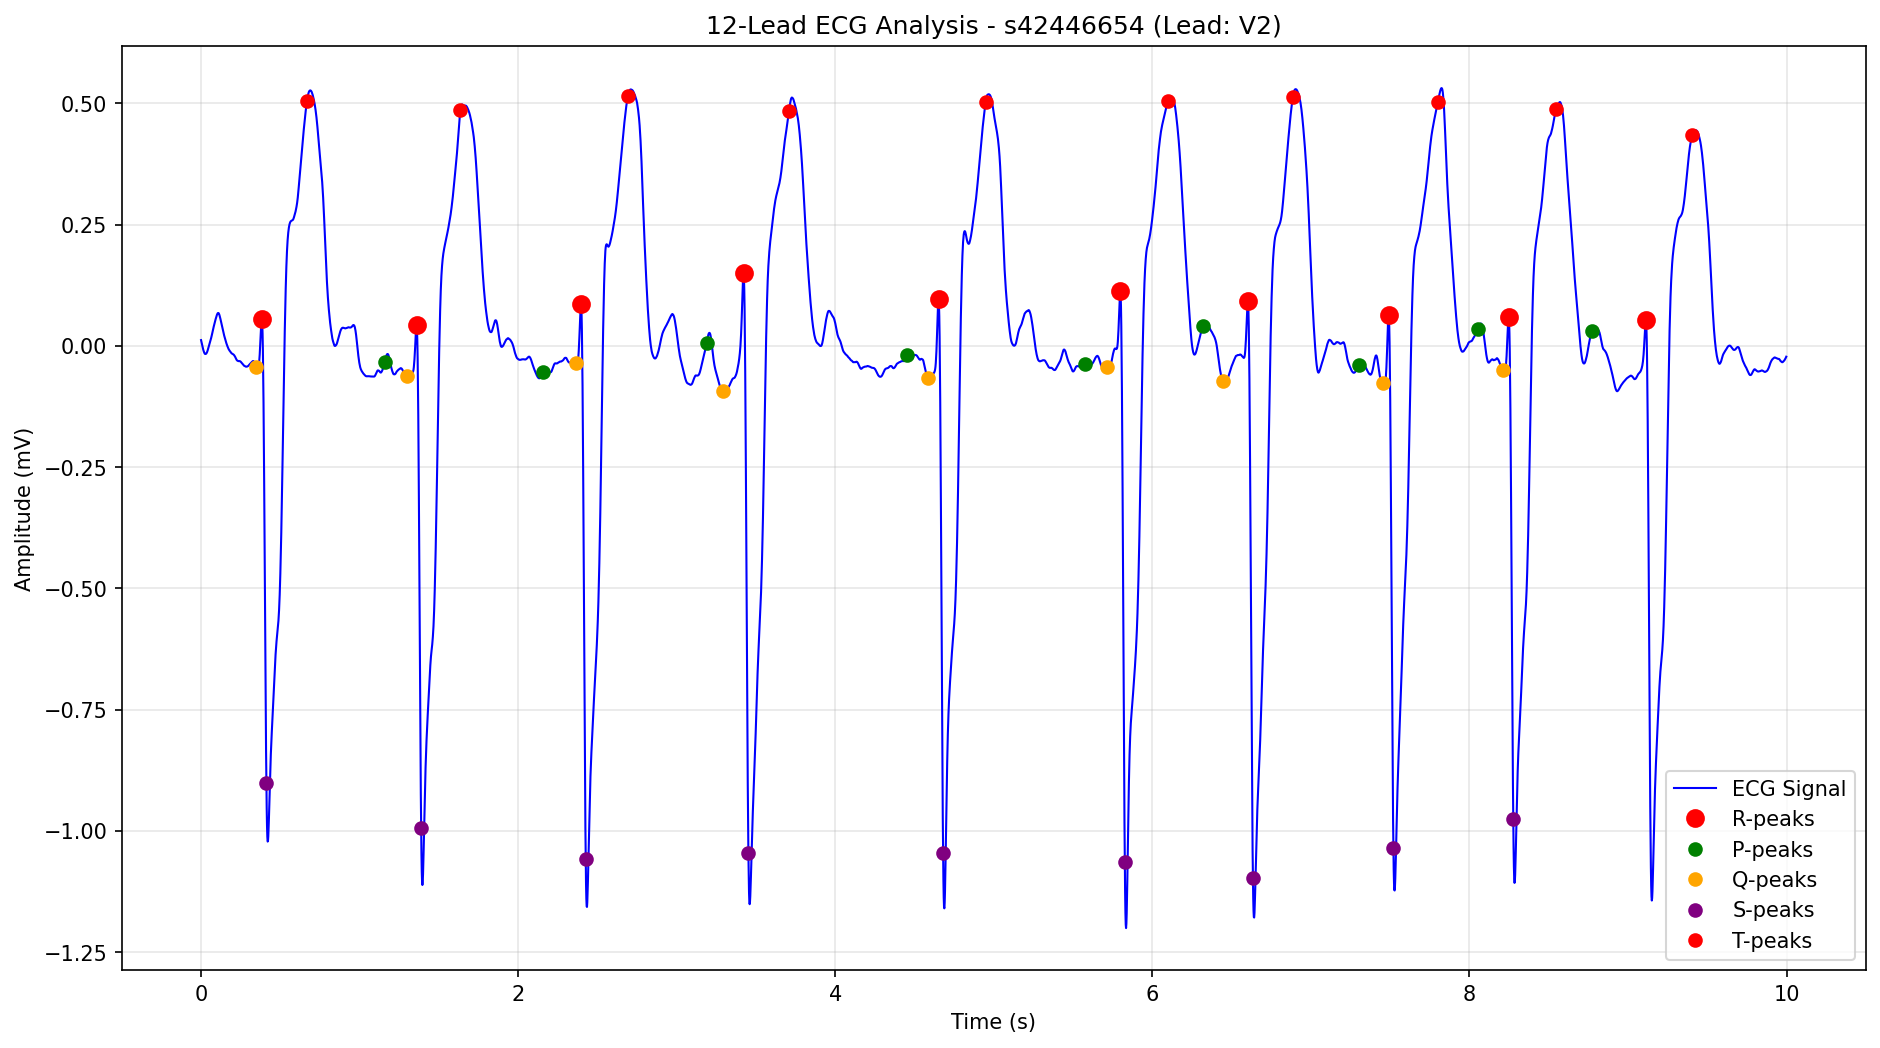 12-Lead ECG Analysis - s42446654 (Lead: V2)
Amplitude (mV)
0.50
0.25
0.00
−0.25
−0.50
−0.75
−1.00
−1.25
0 2 4 6 8 10
Time (s)
ECG Signal
R-peaks
P-peaks
Q-peaks
S-peaks
T-peaks